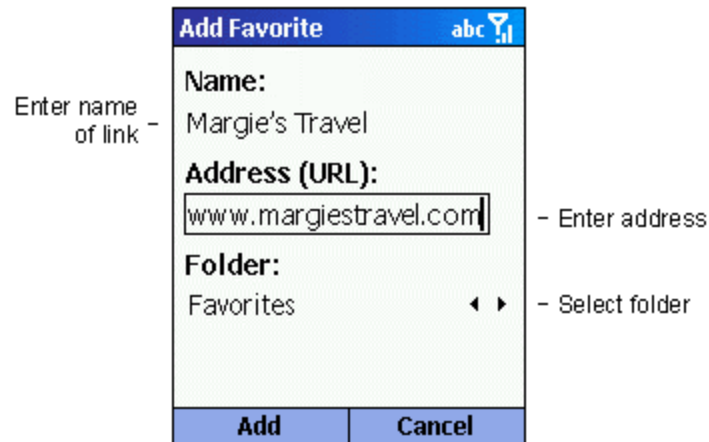 Add Favorite abc
Name:
Enter name
of link
Margie's Travel
Address (URL):
www.margiestravel.com
Enter address
Folder:
Favorites
Select folder
Add Cancel